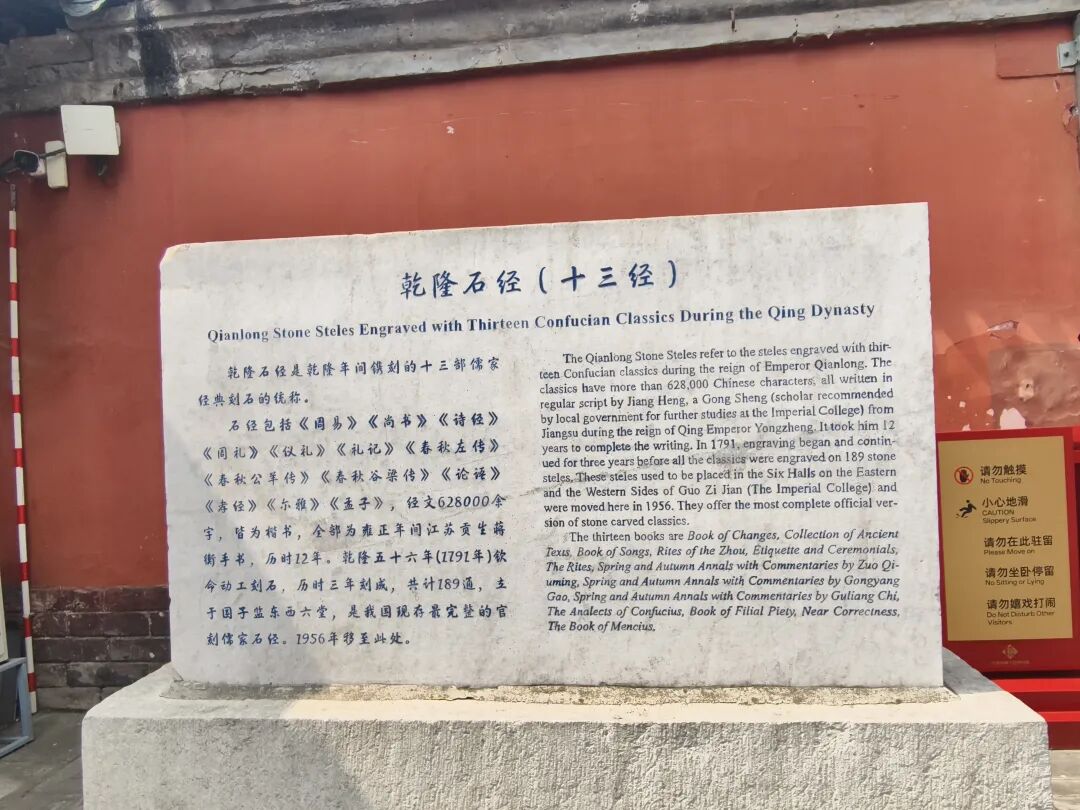 乾隆石经（十三经）
Qianlong Stone Steles Engraved with Thirteen Confucian Classics During the Qing Dynasty
乾隆石经是乾隆年间镌刻的十三部儒家
经典刻石的统称。
石经包括《周易》《尚书》《诗经》
《周礼》《仪礼》《礼记》《春秋左传》
《春秋公羊传》《春秋谷梁传》《论语》
《孝经》《尔雅》《孟子》，经文628000余
字，皆为楷书，全部为雍正年间江苏贡生蒋
衡手书，历时12年。乾隆五十六年(1791年)钦
命动工刻石，历时三年刻成，共计189通，立
于国子监东西六堂，是我国现存最完整的官
刻儒家石经。1956年移至此处。
The Qianlong Stone Steles refer to the steles engraved with thir-
teen Confucian classics during the reign of Emperor Qianlong. The
classics have more than 628,000 Chinese characters, all written in
regular script by Jiang Heng, a Gong Sheng (scholar recommended
by local government for further studies at the Imperial College) from
Jiangsu during the reign of Qing Emperor Yongzheng. It took him 12
years to complete the writing. In 1791, engraving began and contin-
ued for three years before all the classics were engraved on 189 stone
steles. These steles used to be placed in the Six Halls on the Eastern
and the Western Sides of Guo Zi Jian (The Imperial College) and
were moved here in 1956. They offer the most complete official ver-
sion of stone carved classics.
The thirteen books are Book of Changes, Collection of Ancient
Texts, Book of Songs, Rites of the Zhou, Etiquette and Ceremonials,
The Rites, Spring and Autumn Annals with Commentaries by Zuo Qi-
uming, Spring and Autumn Annals with Commentaries by Gongyang
Gao, Spring and Autumn Annals with Commentaries by Guliang Chi,
The Analects of Confucius, Book of Filial Piety, Near Correctness,
The Book of Mencius.
请勿触摸
No Touching
小心地滑
CAUTION
Slippery Surface
请勿在此驻留
Please Move on
请勿坐卧停留
No Sitting or Lying
请勿嬉戏打闹
Do Not Disturb Other
Visitors